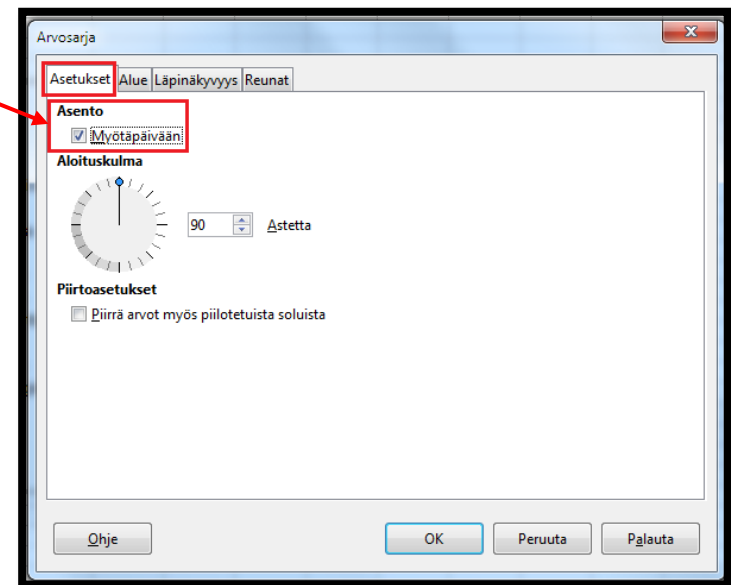 Arvosarja
Asetukset Alue Läpinäkyvyys Reunat
Asento
Myötäpäivään
Aloituskulma
90 Astetta
Piirtoasetukset
Piirrä arvot myös piilotetuista soluista
Ohje OK Peruuta Palauta